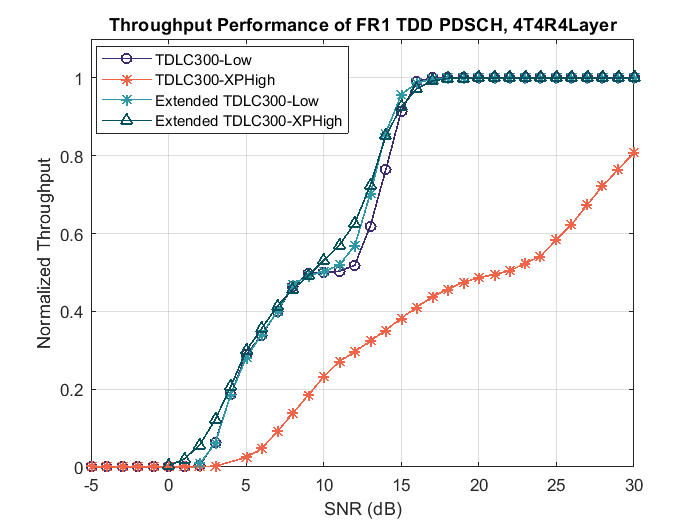 Throughput Performance of FR1 TDD PDSCH, 4T4R4Layer
TDLC300-Low
TDLC300-XPHigh
Extended TDLC300-Low
Extended TDLC300-XPHigh
Normalized Throughput
1
0.8
0.6
0.4
0.2
0
-5
0
5
10
15
20
25
30
SNR (dB)